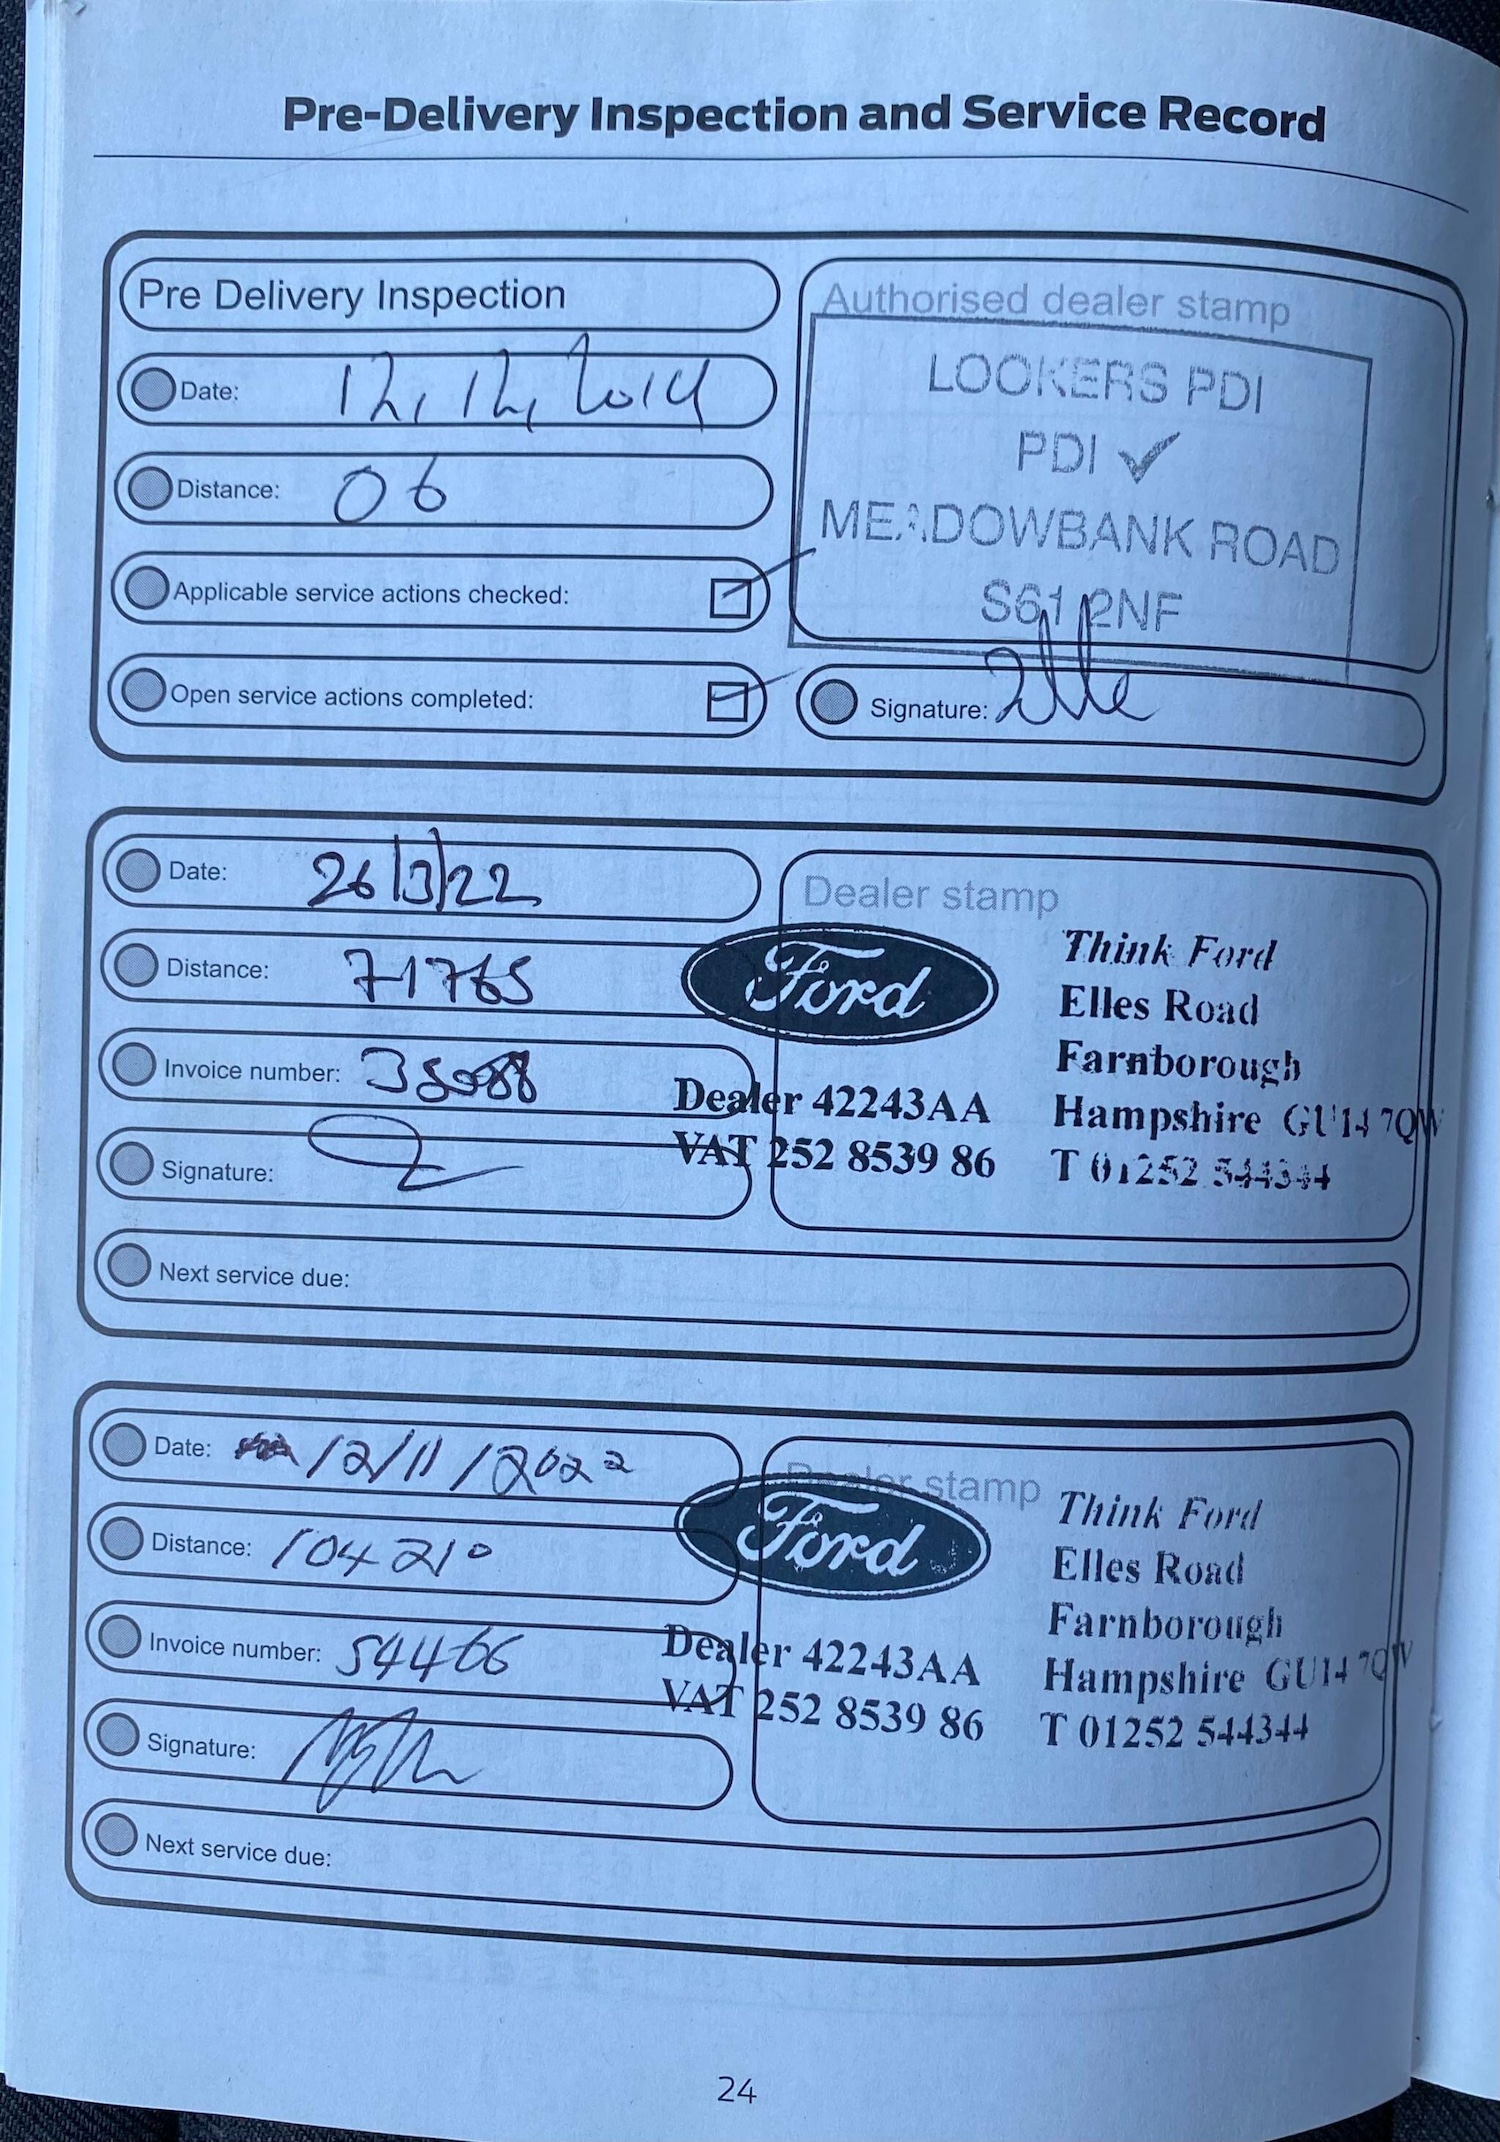 Pre-Delivery Inspection and Service Record
Pre Delivery Inspection
Date: 12, 12, 2014
Distance: 06
Applicable service actions checked:
Open service actions completed:
Authorised dealer stamp
LOOKERS PDI
PDI ✓
MEADOWBANK ROAD
S61 2NF
Signature:
Date: 26/3/22
Distance: 71765
Invoice number:
Signature:
Next service due:
Dealer stamp
Ford
Dealer 42243AA
VAT 252 8539 86
Think Ford
Elles Road
Farnborough
Hampshire GU14 7QW
T 01252 544344
Date: 12/11/2022
Distance: 104210
Invoice number: 54466
Signature:
Next service due:
Dealer stamp
Ford
Dealer 42243AA
VAT 252 8539 86
Think Ford
Elles Road
Farnborough
Hampshire GU14 7QW
T 01252 544344
24